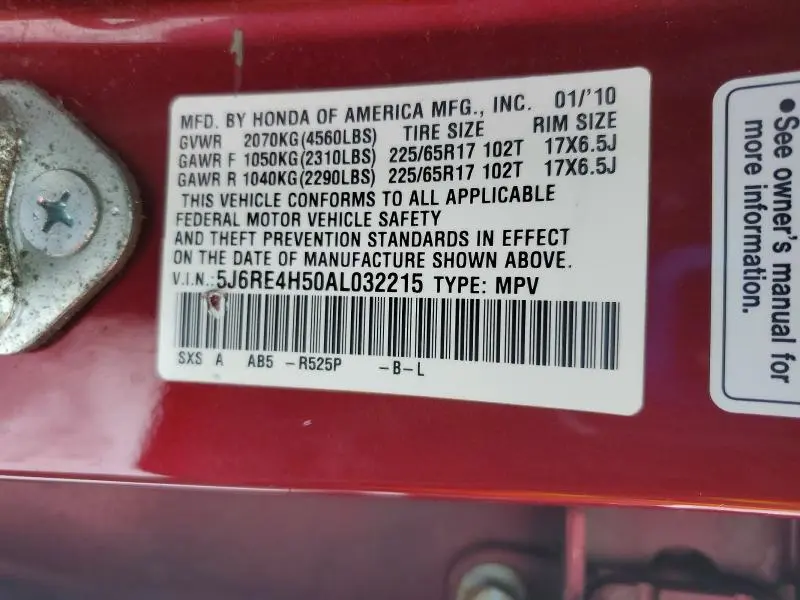 MFD. BY HONDA OF AMERICA MFG., INC. 01/'10
GVWR 2070KG(4560LBS) TIRE SIZE RIM SIZE
GAWR F 1050KG(2310LBS) 225/65R17 102T 17X6.5J
GAWR R 1040KG(2290LBS) 225/65R17 102T 17X6.5J
THIS VEHICLE CONFORMS TO ALL APPLICABLE
FEDERAL MOTOR VEHICLE SAFETY
AND THEFT PREVENTION STANDARDS IN EFFECT
ON THE DATE OF MANUFACTURE SHOWN ABOVE.
V.I.N.:5J6RE4H50AL032215 TYPE: MPV
SXS A AB5 -R525P -B-L
•See owner's manual for
more information.